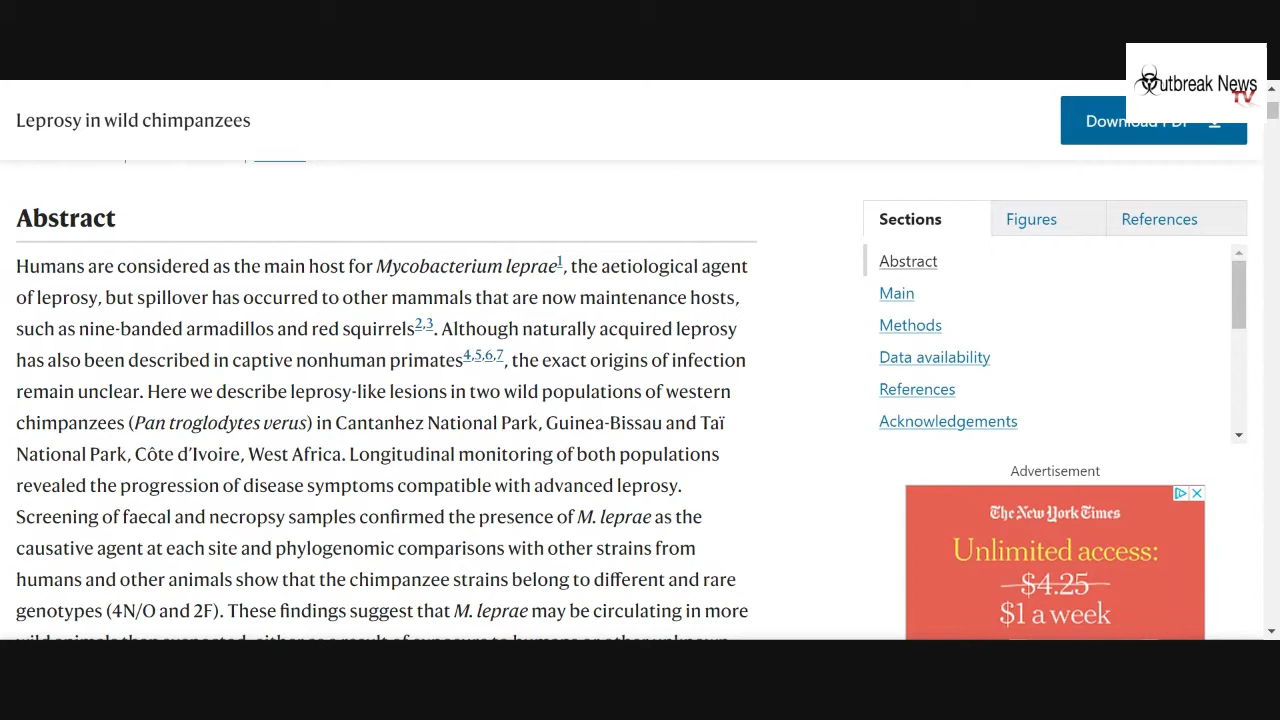 Outbreak News
TV
Leprosy in wild chimpanzees
Download PDF
Abstract
Humans are considered as the main host for Mycobacterium leprae1, the aetiological agent
of leprosy, but spillover has occurred to other mammals that are now maintenance hosts,
such as nine-banded armadillos and red squirrels2,3. Although naturally acquired leprosy
has also been described in captive nonhuman primates4,5,6,7, the exact origins of infection
remain unclear. Here we describe leprosy-like lesions in two wild populations of western
chimpanzees (Pan troglodytes verus) in Cantanhez National Park, Guinea-Bissau and Taï
National Park, Côte d’Ivoire, West Africa. Longitudinal monitoring of both populations
revealed the progression of disease symptoms compatible with advanced leprosy.
Screening of faecal and necropsy samples confirmed the presence of M. leprae as the
causative agent at each site and phylogenomic comparisons with other strains from
humans and other animals show that the chimpanzee strains belong to different and rare
genotypes (4N/O and 2F). These findings suggest that M. leprae may be circulating in more
Sections
Figures
References
Abstract
Main
Methods
Data availability
References
Acknowledgements
Advertisement
The New York Times
Unlimited access:
$4.25
$1 a week